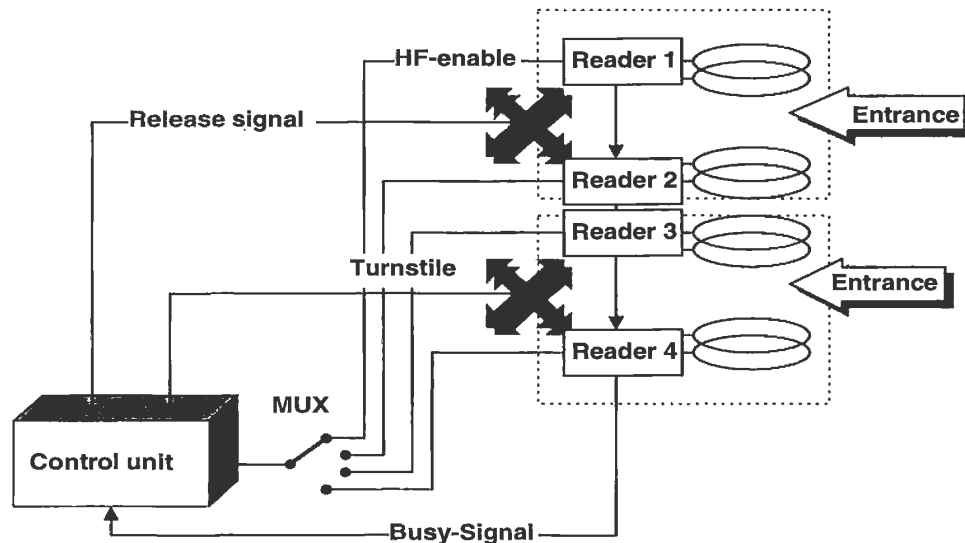 HF-enable
Reader 1
Entrance
Release signal
Reader 2
Reader 3
Turnstile
Entrance
Reader 4
MUX
Control unit
Busy-Signal